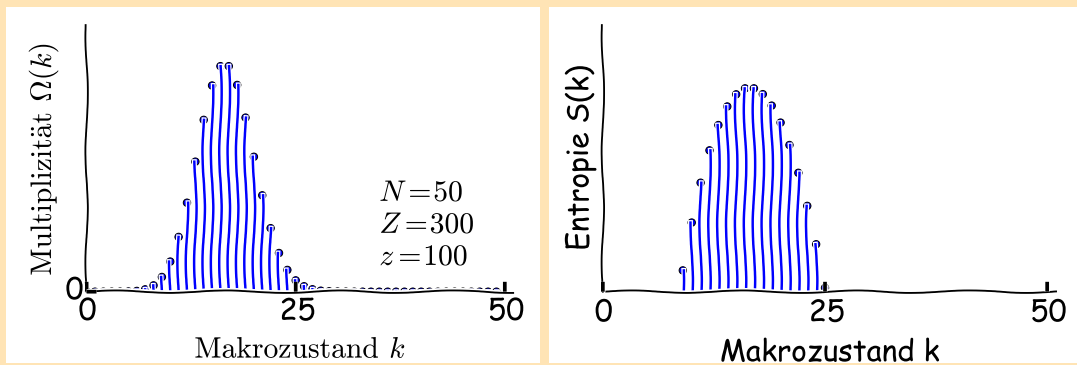 Multiplizität Ω(k)
N=50
Z=300
z=100
0
0 25 50
Makrozustand k
Entropie S(k)
0 25 50
Makrozustand k